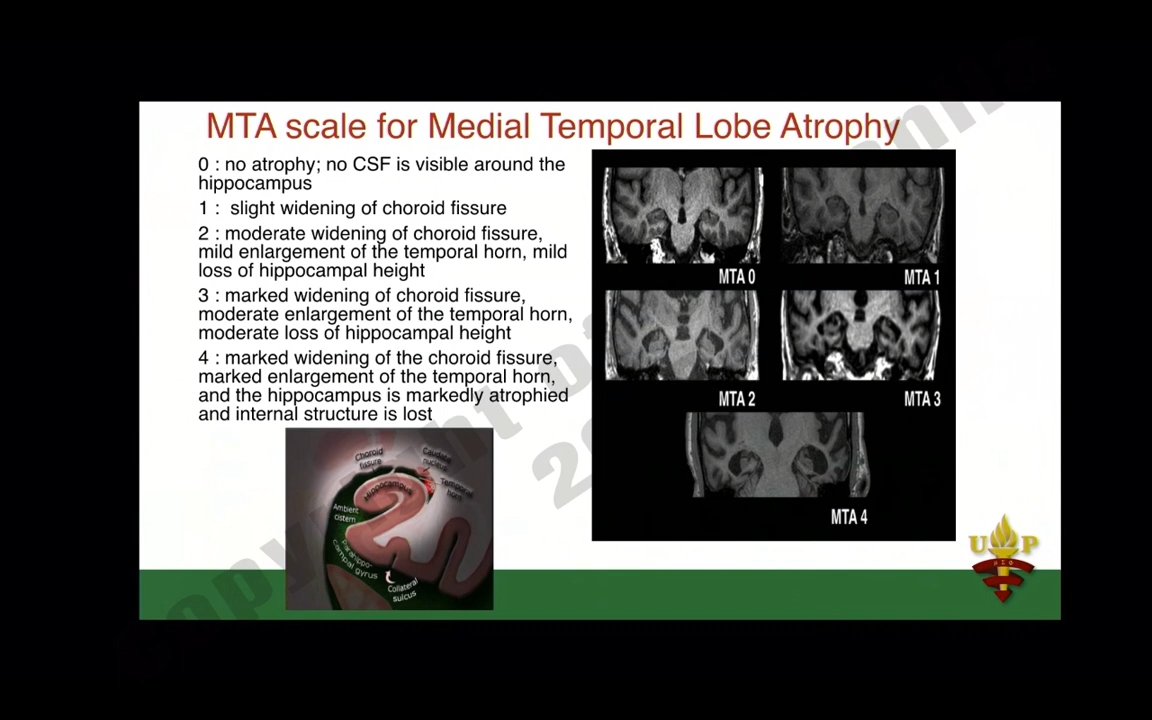 MTA scale for Medial Temporal Lobe Atrophy
0 : no atrophy; no CSF is visible around the
hippocampus
1 : slight widening of choroid fissure
2 : moderate widening of choroid fissure,
mild enlargement of the temporal horn, mild
loss of hippocampal height
3 : marked widening of choroid fissure,
moderate enlargement of the temporal horn,
moderate loss of hippocampal height
4 : marked widening of the choroid fissure,
marked enlargement of the temporal horn,
and the hippocampus is markedly atrophied
and internal structure is lost
MTA 0
MTA 1
MTA 2
MTA 3
MTA 4
Choroid
fissure
Caudate
nucleus
Hippocampus
Temporal
horn
Ambient
cistern
Parahippo-
campal gyrus
Collateral
sulcus
U P
Copyright of